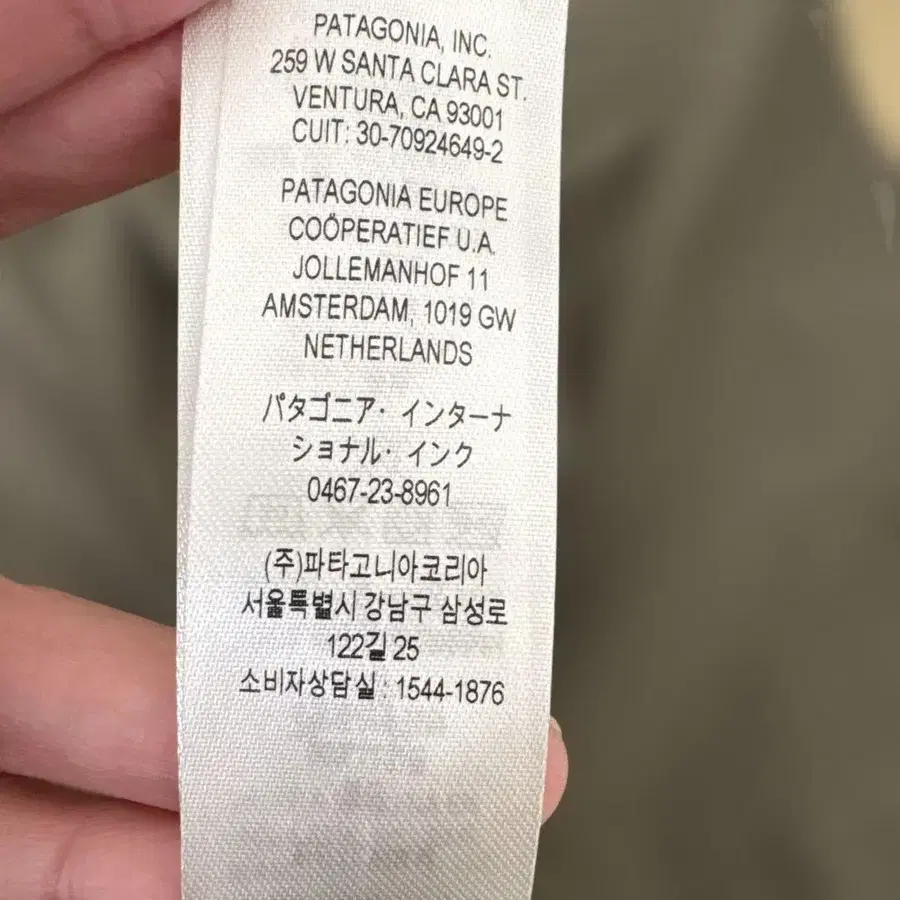 PATAGONIA, INC.
259 W SANTA CLARA ST.
VENTURA, CA 93001
CUIT: 30-70924649-2
PATAGONIA EUROPE
COÖPERATIEF U.A.
JOLLEMANHOF 11
AMSTERDAM, 1019 GW
NETHERLANDS
パタゴニア・インターナ
ショナル・インク
0467-23-8961
(주)파타고니아코리아
서울특별시 강남구 삼성로
122길 25
소비자상담실 : 1544-1876